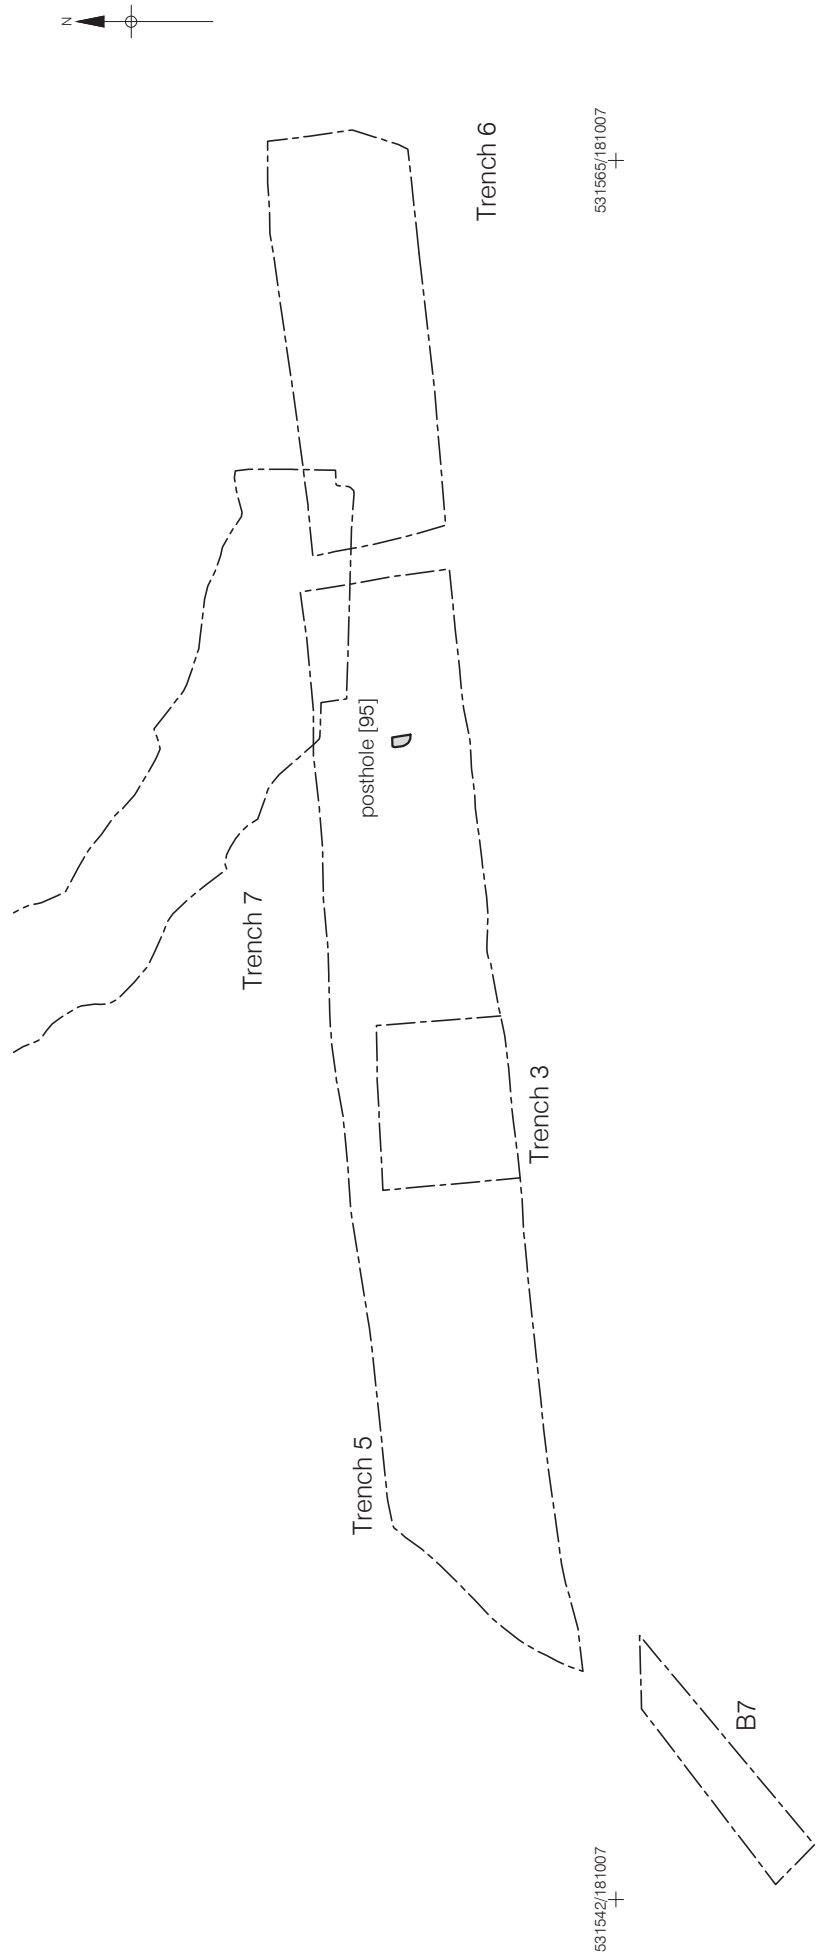 N
Trench 6
531565/181007
posthole [95]
Trench 7
Trench 3
Trench 5
B7
531542/181007